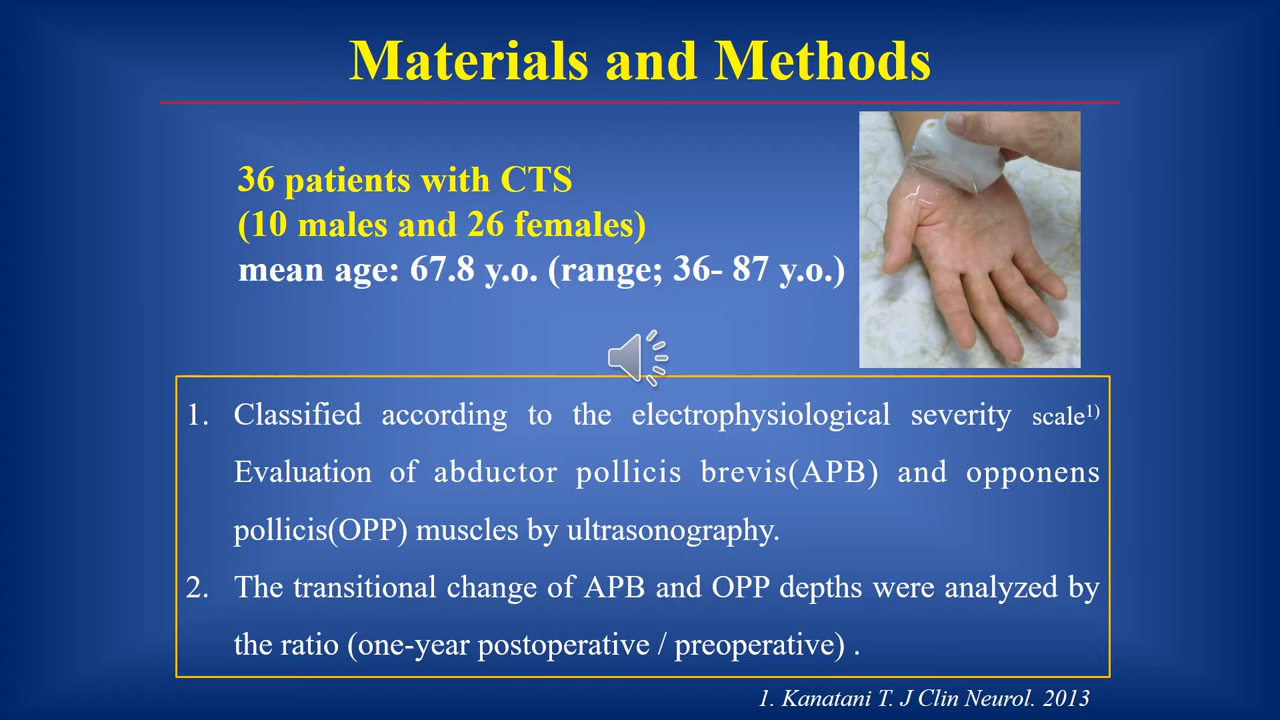 Materials and Methods
36 patients with CTS
(10 males and 26 females)
mean age: 67.8 y.o. (range; 36- 87 y.o.)
1. Classified according to the electrophysiological severity scale1)
Evaluation of abductor pollicis brevis(APB) and opponens
pollicis(OPP) muscles by ultrasonography.
2. The transitional change of APB and OPP depths were analyzed by
the ratio (one-year postoperative / preoperative) .
1. Kanatani T. J Clin Neurol. 2013